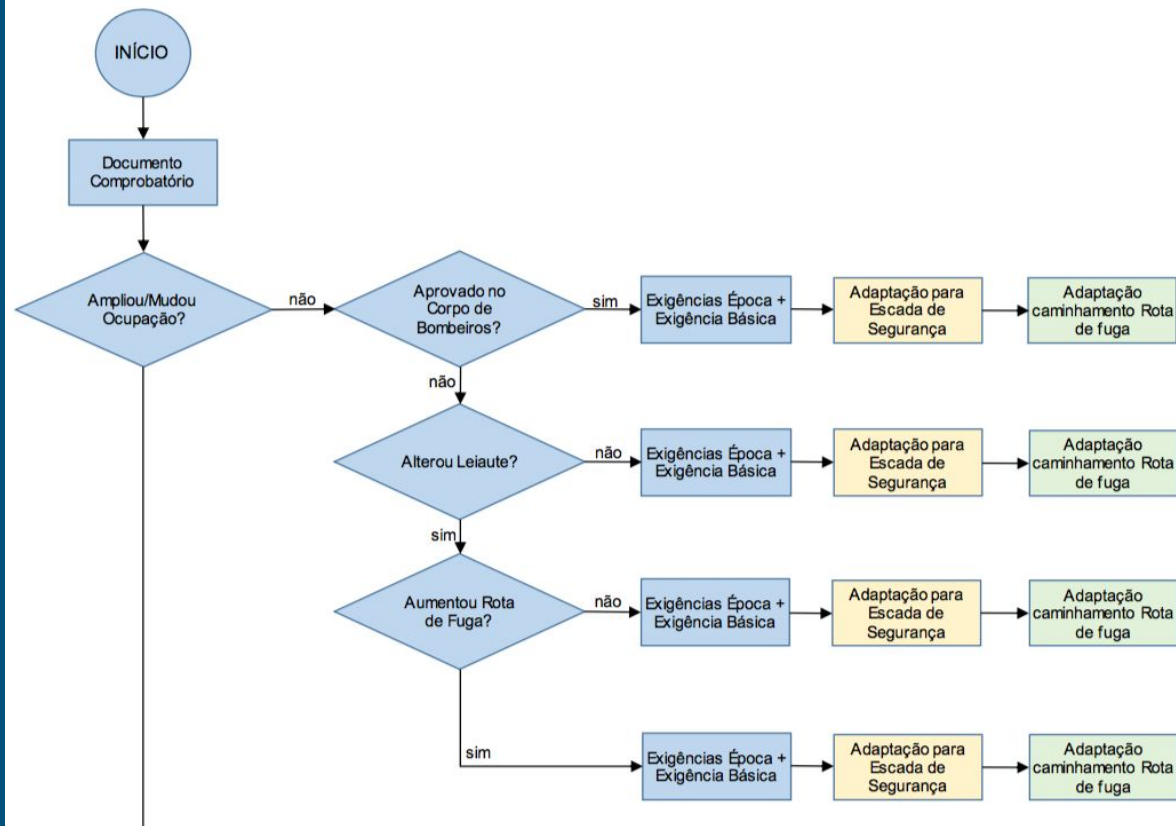 INÍCIO
Documento
Comprobatório
Ampliou/Mudou
Ocupação?
não
Aprovado no
Corpo de
Bombeiros?
sim
Exigências Época +
Exigência Básica
Adaptação para
Escada de
Segurança
Adaptação
caminhamento Rota
de fuga
não
Alterou Leiaute?
não
Exigências Época +
Exigência Básica
Adaptação para
Escada de
Segurança
Adaptação
caminhamento Rota
de fuga
sim
Aumentou Rota
de Fuga?
não
Exigências Época +
Exigência Básica
Adaptação para
Escada de
Segurança
Adaptação
caminhamento Rota
de fuga
sim
Exigências Época +
Exigência Básica
Adaptação para
Escada de
Segurança
Adaptação
caminhamento Rota
de fuga